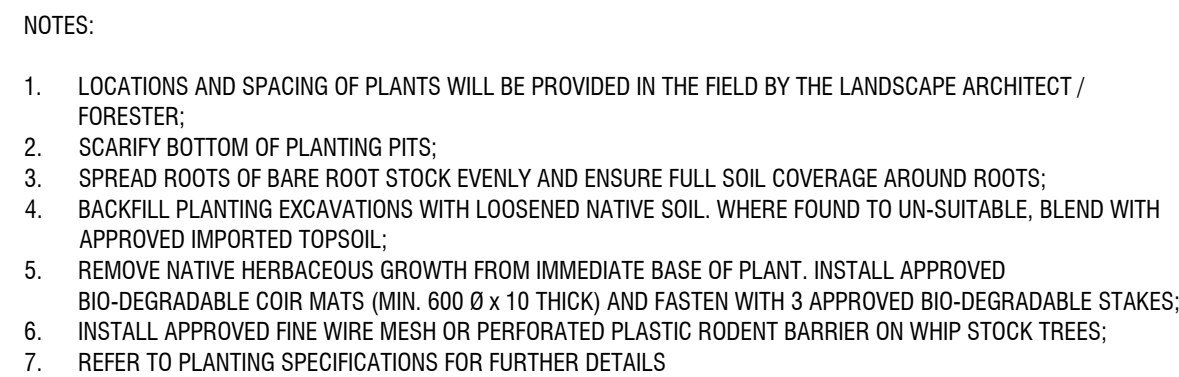 NOTES:
1. LOCATIONS AND SPACING OF PLANTS WILL BE PROVIDED IN THE FIELD BY THE LANDSCAPE ARCHITECT /
FORESTER;
2. SCARIFY BOTTOM OF PLANTING PITS;
3. SPREAD ROOTS OF BARE ROOT STOCK EVENLY AND ENSURE FULL SOIL COVERAGE AROUND ROOTS;
4. BACKFILL PLANTING EXCAVATIONS WITH LOOSENED NATIVE SOIL. WHERE FOUND TO UN-SUITABLE, BLEND WITH
APPROVED IMPORTED TOPSOIL;
5. REMOVE NATIVE HERBACEOUS GROWTH FROM IMMEDIATE BASE OF PLANT. INSTALL APPROVED
BIO-DEGRADABLE COIR MATS (MIN. 600 Ø x 10 THICK) AND FASTEN WITH 3 APPROVED BIO-DEGRADABLE STAKES;
6. INSTALL APPROVED FINE WIRE MESH OR PERFORATED PLASTIC RODENT BARRIER ON WHIP STOCK TREES;
7. REFER TO PLANTING SPECIFICATIONS FOR FURTHER DETAILS